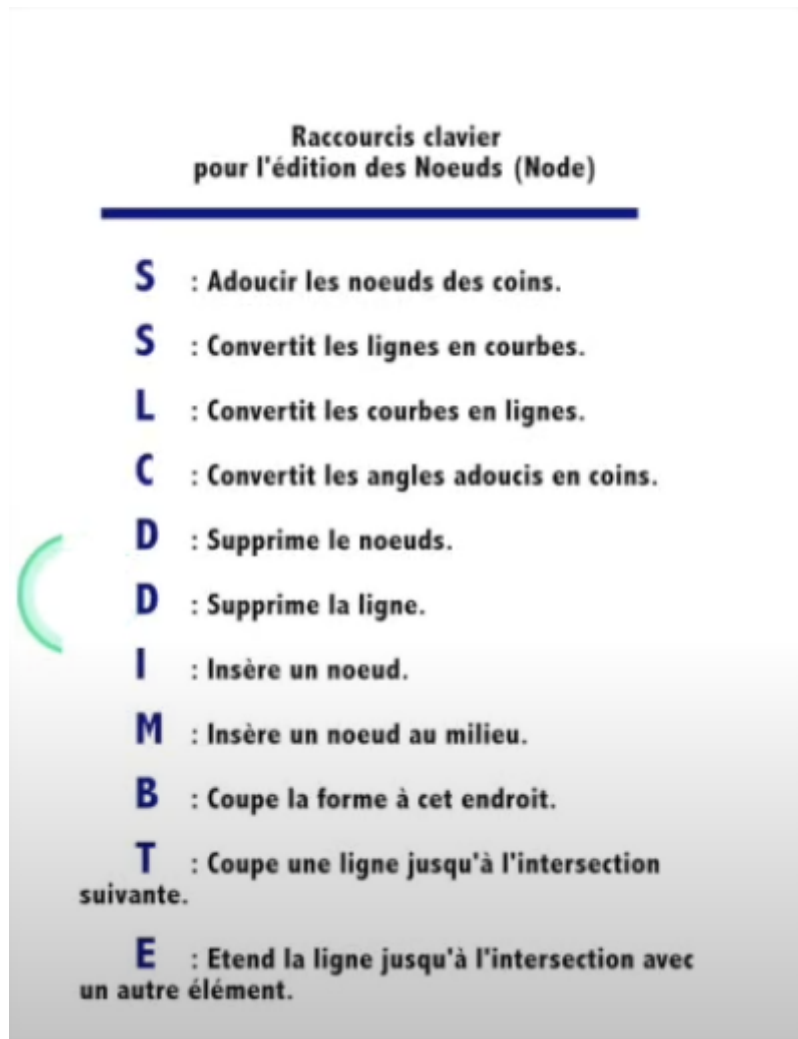 Raccourcis clavier
pour l'édition des Noeuds (Node)
S : Adoucir les noeuds des coins.
S : Convertit les lignes en courbes.
L : Convertit les courbes en lignes.
C : Convertit les angles adoucis en coins.
D : Supprime le noeuds.
D : Supprime la ligne.
I : Insère un noeud.
M : Insère un noeud au milieu.
B : Coupe la forme à cet endroit.
T : Coupe une ligne jusqu'à l'intersection
suivante.
E : Etend la ligne jusqu'à l'intersection avec
un autre élément.